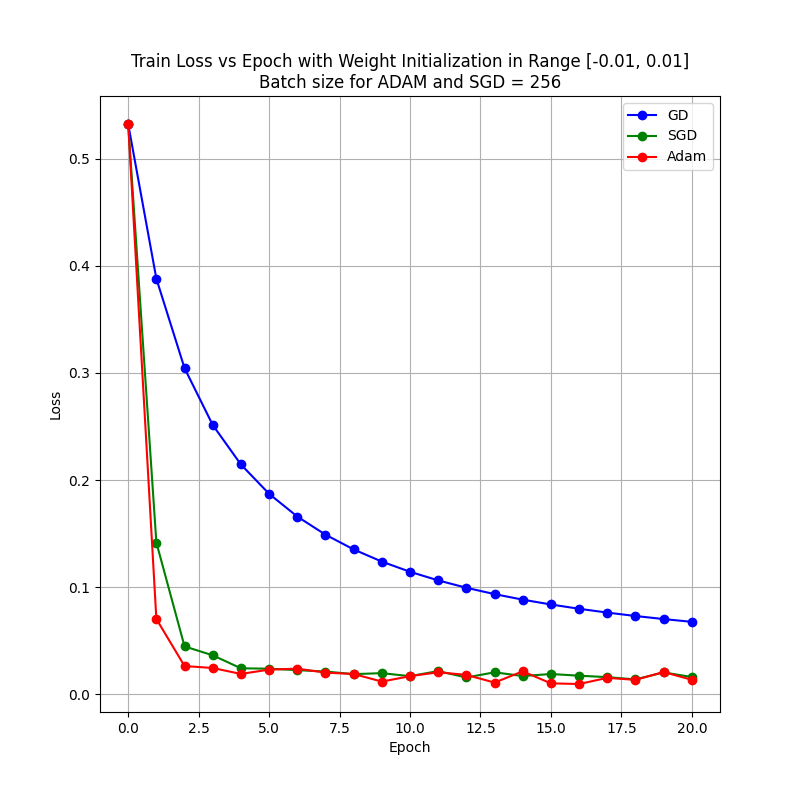 Train Loss vs Epoch with Weight Initialization in Range [-0.01, 0.01]
Batch size for ADAM and SGD = 256
GD
SGD
Adam
0.5
0.4
0.3
0.2
0.1
0.0
Loss
0.0 2.5 5.0 7.5 10.0 12.5 15.0 17.5 20.0
Epoch